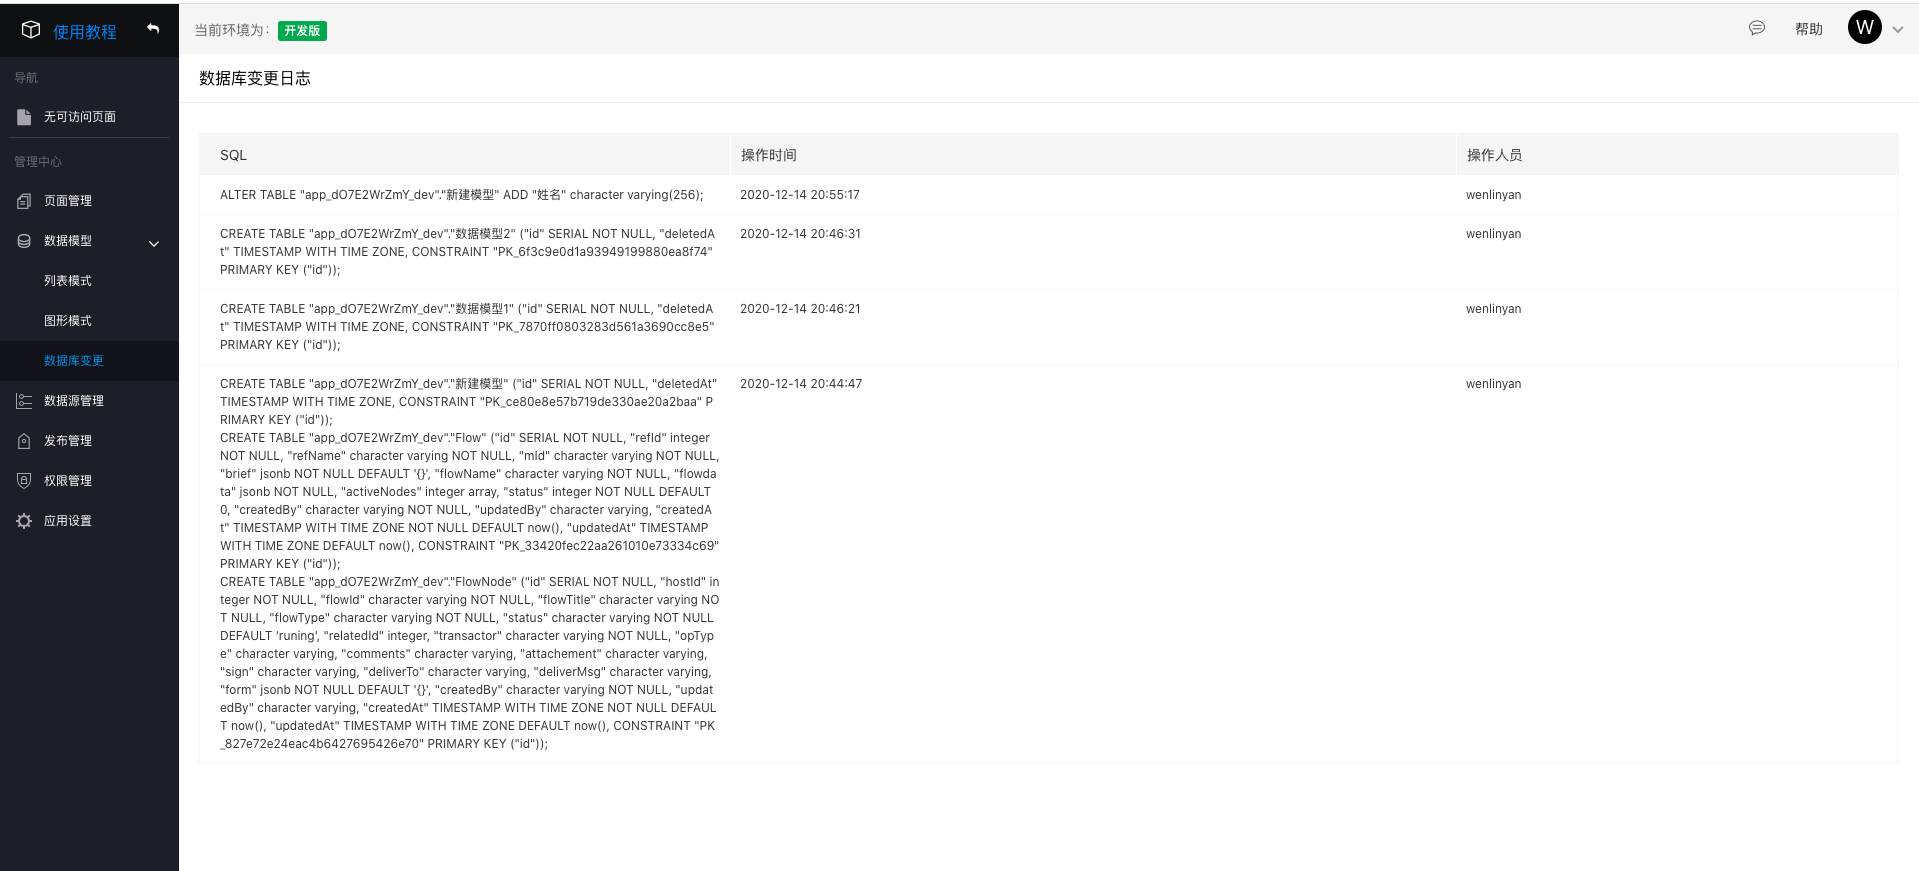 使用教程
当前环境为：
开发版
帮助
W
导航
无可访问页面
管理中心
页面管理
数据模型
列表模式
图形模式
数据库变更
数据源管理
发布管理
权限管理
应用设置
数据库变更日志
SQL 操作时间 操作人员
ALTER TABLE "app_dO7E2WrZmY_dev"."新建模型" ADD "姓名" character varying(256); 2020-12-14 20:55:17 wenlinyan
CREATE TABLE "app_dO7E2WrZmY_dev"."数据模型2" ("id" SERIAL NOT NULL, "deletedA 2020-12-14 20:46:31 wenlinyan
t" TIMESTAMP WITH TIME ZONE, CONSTRAINT "PK_6f3c9e0d1a93949199880ea8f74"
PRIMARY KEY ("id"));
CREATE TABLE "app_dO7E2WrZmY_dev"."数据模型1" ("id" SERIAL NOT NULL, "deletedA 2020-12-14 20:46:21 wenlinyan
t" TIMESTAMP WITH TIME ZONE, CONSTRAINT "PK_7870ff0803283d561a3690cc8e5"
PRIMARY KEY ("id"));
CREATE TABLE "app_dO7E2WrZmY_dev"."新建模型" ("id" SERIAL NOT NULL, "deletedAt" 2020-12-14 20:44:47 wenlinyan
TIMESTAMP WITH TIME ZONE, CONSTRAINT "PK_ce80e8e57b719de330ae20a2baa" P
RIMARY KEY ("id"));
CREATE TABLE "app_dO7E2WrZmY_dev"."Flow" ("id" SERIAL NOT NULL, "refId" integer
NOT NULL, "refName" character varying NOT NULL, "mId" character varying NOT NULL,
"brief" jsonb NOT NULL DEFAULT '{}', "flowName" character varying NOT NULL, "flowda
ta" jsonb NOT NULL, "activeNodes" integer array, "status" integer NOT NULL DEFAULT
0, "createdBy" character varying NOT NULL, "updatedBy" character varying, "createdA
t" TIMESTAMP WITH TIME ZONE NOT NULL DEFAULT now(), "updatedAt" TIMESTAMP
WITH TIME ZONE DEFAULT now(), CONSTRAINT "PK_33420fec22aa261010e73334c69"
PRIMARY KEY ("id"));
CREATE TABLE "app_dO7E2WrZmY_dev"."FlowNode" ("id" SERIAL NOT NULL, "hostId" in
teger NOT NULL, "flowId" character varying NOT NULL, "flowTitle" character varying NO
T NULL, "flowType" character varying NOT NULL, "status" character varying NOT NULL
DEFAULT 'runing', "relatedId" integer, "transactor" character varying NOT NULL, "opTyp
e" character varying, "comments" character varying, "attachement" character varying,
"sign" character varying, "deliverTo" character varying, "deliverMsg" character varying,
"form" jsonb NOT NULL DEFAULT '{}', "createdBy" character varying NOT NULL, "updat
edBy" character varying, "createdAt" TIMESTAMP WITH TIME ZONE NOT NULL DEFAUL
T now(), "updatedAt" TIMESTAMP WITH TIME ZONE DEFAULT now(), CONSTRAINT "PK
_827e72e24eac4b6427695426e70" PRIMARY KEY ("id"));